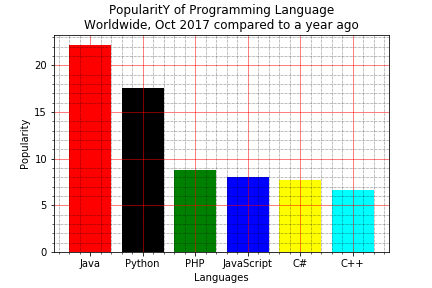 PopularitY of Programming Language
Worldwide, Oct 2017 compared to a year ago
Popularity
20
15
10
5
0
Java Python PHP JavaScript C# C++
Languages